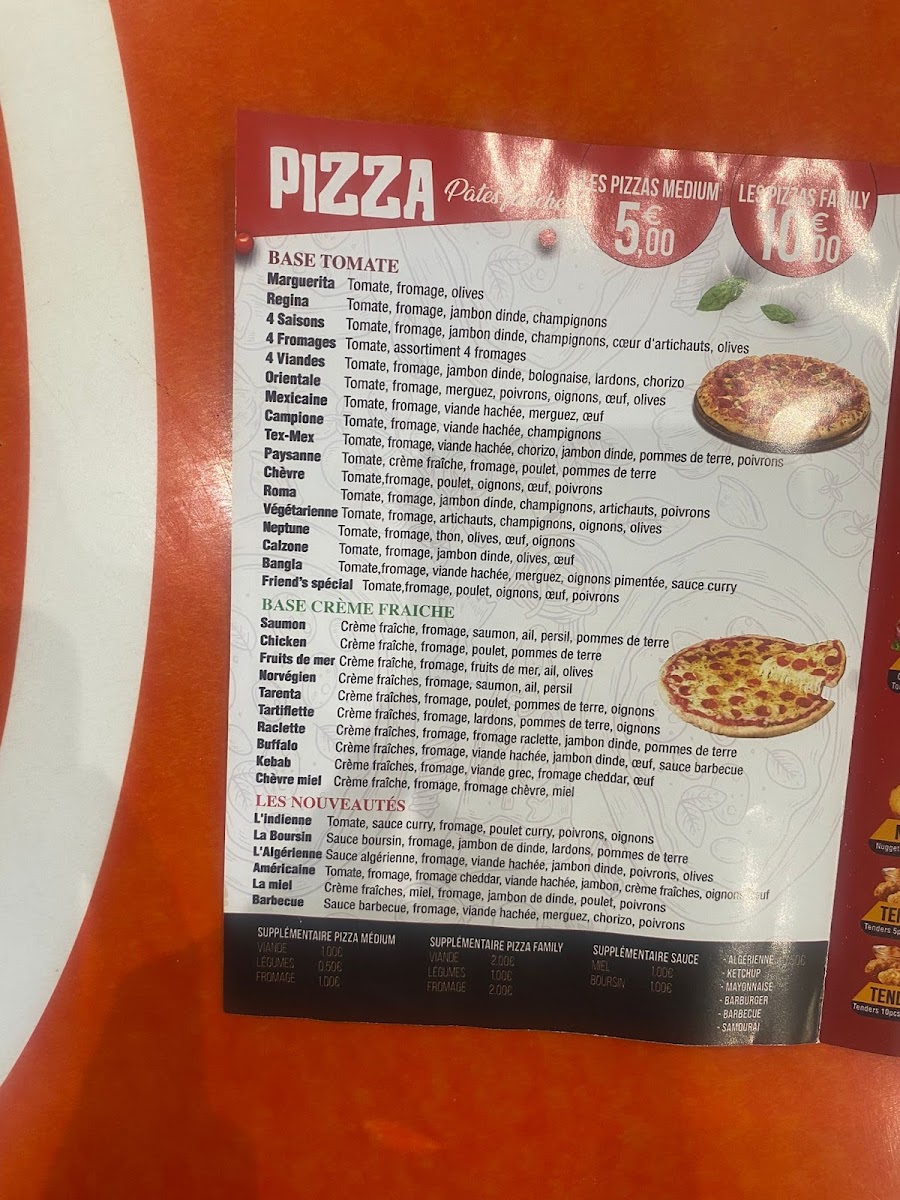 PIZZA Pâtes
LES PIZZAS MEDIUM
5€,00
LES PIZZAS FAMILY
10€,00
BASE TOMATE
Marguerita Tomate, fromage, olives
Regina Tomate, fromage, jambon dinde, champignons
4 Saisons Tomate, fromage, jambon dinde, champignons, cœur d'artichauts, olives
4 Fromages Tomate, assortiment 4 fromages
4 Viandes Tomate, fromage, jambon dinde, bolognaise, lardons, chorizo
Orientale Tomate, fromage, merguez, poivrons, oignons, œuf, olives
Mexicaine Tomate, fromage, viande hachée, merguez, œuf
Campione Tomate, fromage, viande hachée, champignons
Tex-Mex Tomate, fromage, viande hachée, chorizo, jambon dinde, pommes de terre, poivrons
Paysanne Tomate, crème fraîche, fromage, poulet, pommes de terre
Chèvre Tomate,fromage, poulet, oignons, œuf, poivrons
Roma Tomate, fromage, jambon dinde, champignons, artichauts, poivrons
Végétarienne Tomate, fromage, artichauts, champignons, oignons, olives
Neptune Tomate, fromage, thon, olives, œuf, oignons
Calzone Tomate, fromage, jambon dinde, olives, œuf
Bangla Tomate,fromage, viande hachée, merguez, oignons pimentée, sauce curry
Friend's spécial Tomate,fromage, poulet, oignons, œuf, poivrons
BASE CRÈME FRAICHE
Saumon Crème fraîche, fromage, saumon, ail, persil, pommes de terre
Chicken Crème fraîche, fromage, poulet, pommes de terre
Fruits de mer Crème fraîche, fromage, fruits de mer, ail, olives
Norvégien Crème fraîches, fromage, saumon, ail, persil
Tarenta Crème fraîches, fromage, poulet, pommes de terre, oignons
Tartiflette Crème fraîches, fromage, lardons, pommes de terre, oignons
Raclette Crème fraîches, fromage, fromage raclette, jambon dinde, pommes de terre
Buffalo Crème fraîches, fromage, viande hachée, jambon dinde, œuf, sauce barbecue
Kebab Crème fraîches, fromage, viande grec, fromage cheddar, œuf
Chèvre miel Crème fraîche, fromage, fromage chèvre, miel
LES NOUVEAUTÉS
L'indienne Tomate, sauce curry, fromage, poulet curry, poivrons, oignons
La Boursin Sauce boursin, fromage, jambon de dinde, lardons, pommes de terre
L'Algérienne Sauce algérienne, fromage, viande hachée, jambon dinde, poivrons, olives
Américaine Tomate, fromage, fromage cheddar, viande hachée, jambon, crème fraîches, oignons, œuf
La miel Crème fraîches, miel, fromage, jambon de dinde, poulet, poivrons
Barbecue Sauce barbecue, fromage, viande hachée, merguez, chorizo, poivrons
SUPPLÉMENTAIRE PIZZA MÉDIUM
VIANDE 1.00€
LÉGUMES 0.50€
FROMAGE 1.00€
SUPPLÉMENTAIRE PIZZA FAMILY
VIANDE 2.00€
LÉGUMES 1.00€
FROMAGE 2.00€
SUPPLÉMENTAIRE SAUCE
MIEL 1.00€
BOURSIN 1.00€
- ALGÉRIENNE
- KETCHUP
- MAYONNAISE
- BARBURGER
- BARBECUE
- SAMOURAÏ
Tenders 5p
TEN
Tenders 10pcs